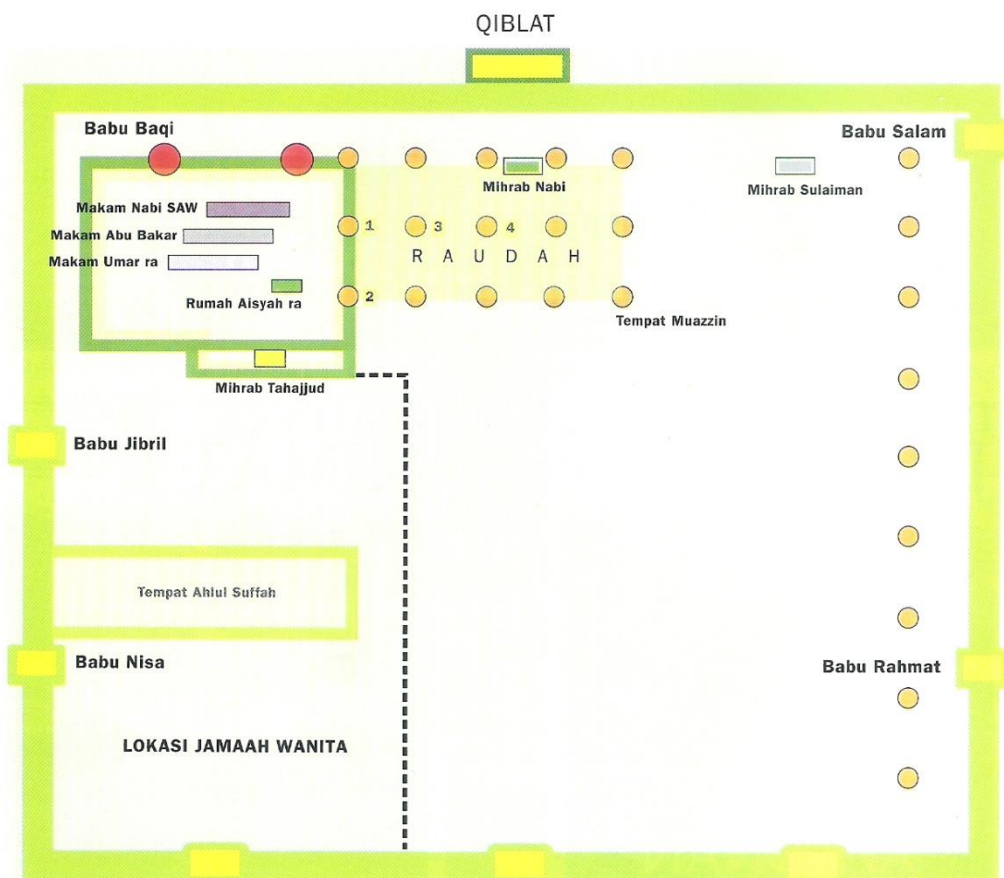 QIBLAT
Babu Baqi
Babu Salam
Mihrab Nabi
Mihrab Sulaiman
Makam Nabi SAW
1 3 4
Makam Abu Bakar
R A U D A H
Makam Umar ra
2
Rumah Aisyah ra
Tempat Muazzin
Mihrab Tahajjud
Babu Jibril
Tempat Ahlul Suffah
Babu Nisa
Babu Rahmat
LOKASI JAMAAH WANITA